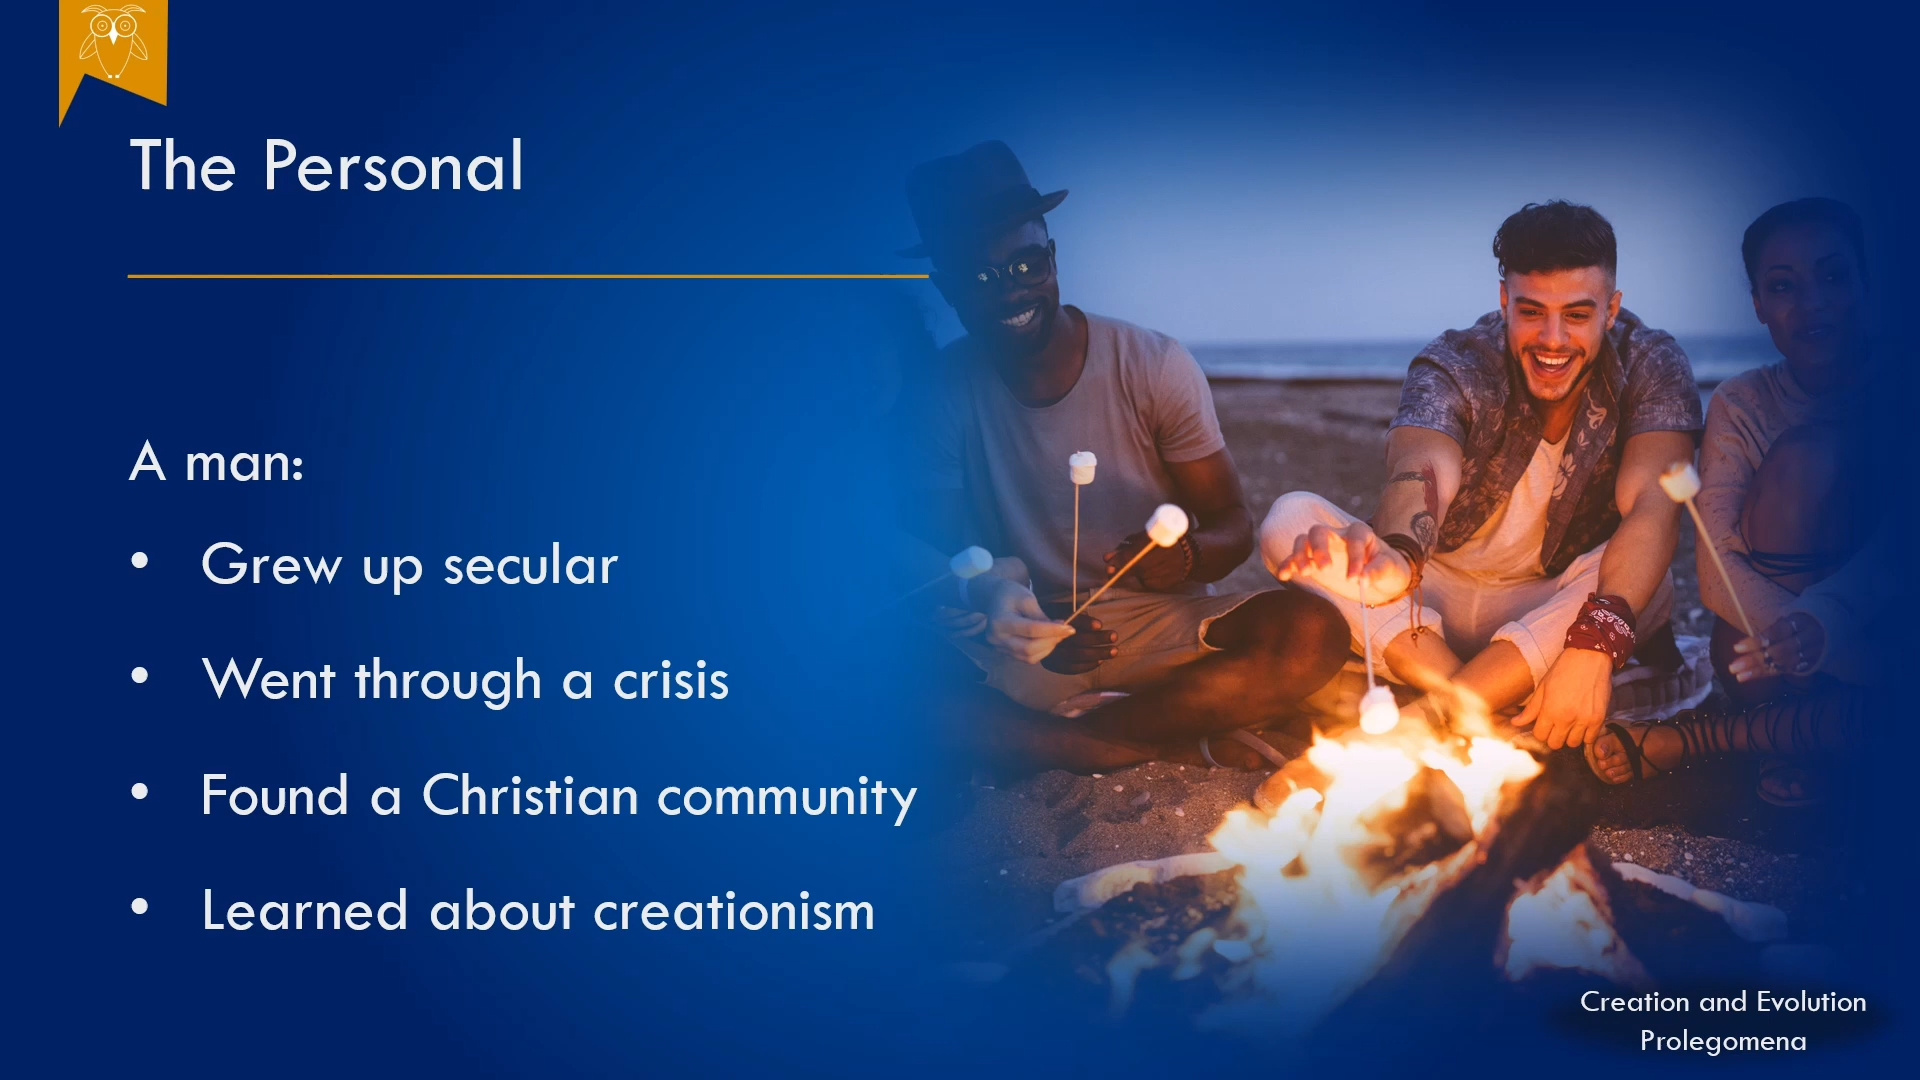 The Personal
A man:
• Grew up secular
• Went through a crisis
• Found a Christian community
• Learned about creationism
Creation and Evolution
Prolegomena